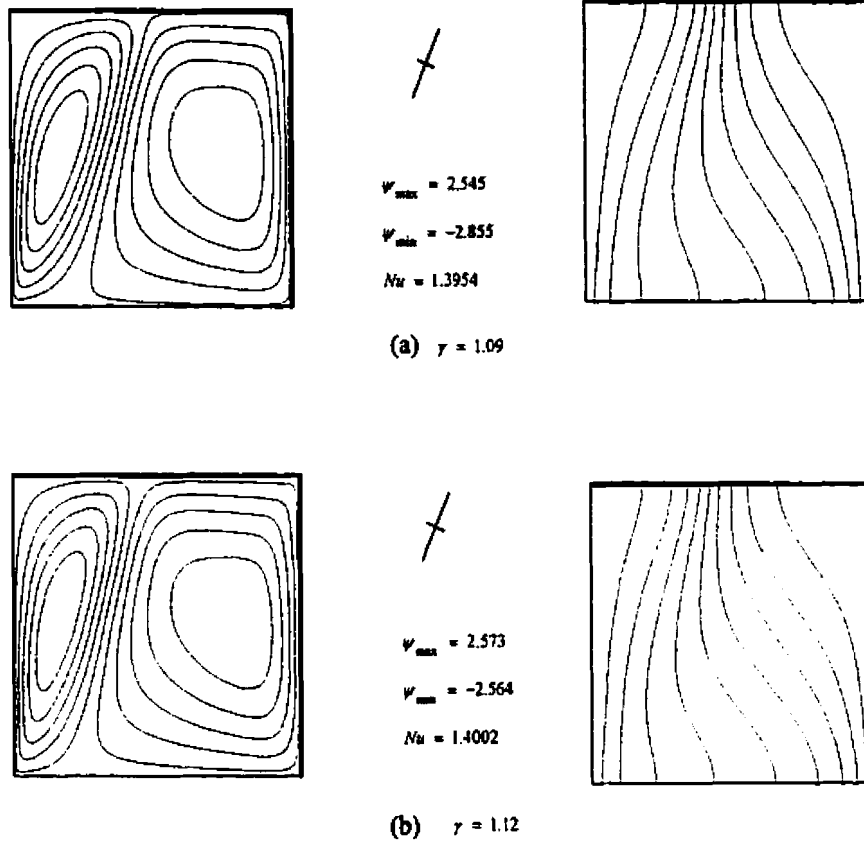 ψmax = 2.545
ψmin = -2.855
Nu = 1.3954
(a) γ = 1.09
ψmax = 2.573
ψmin = -2.564
Nu = 1.4002
(b) γ = 1.12